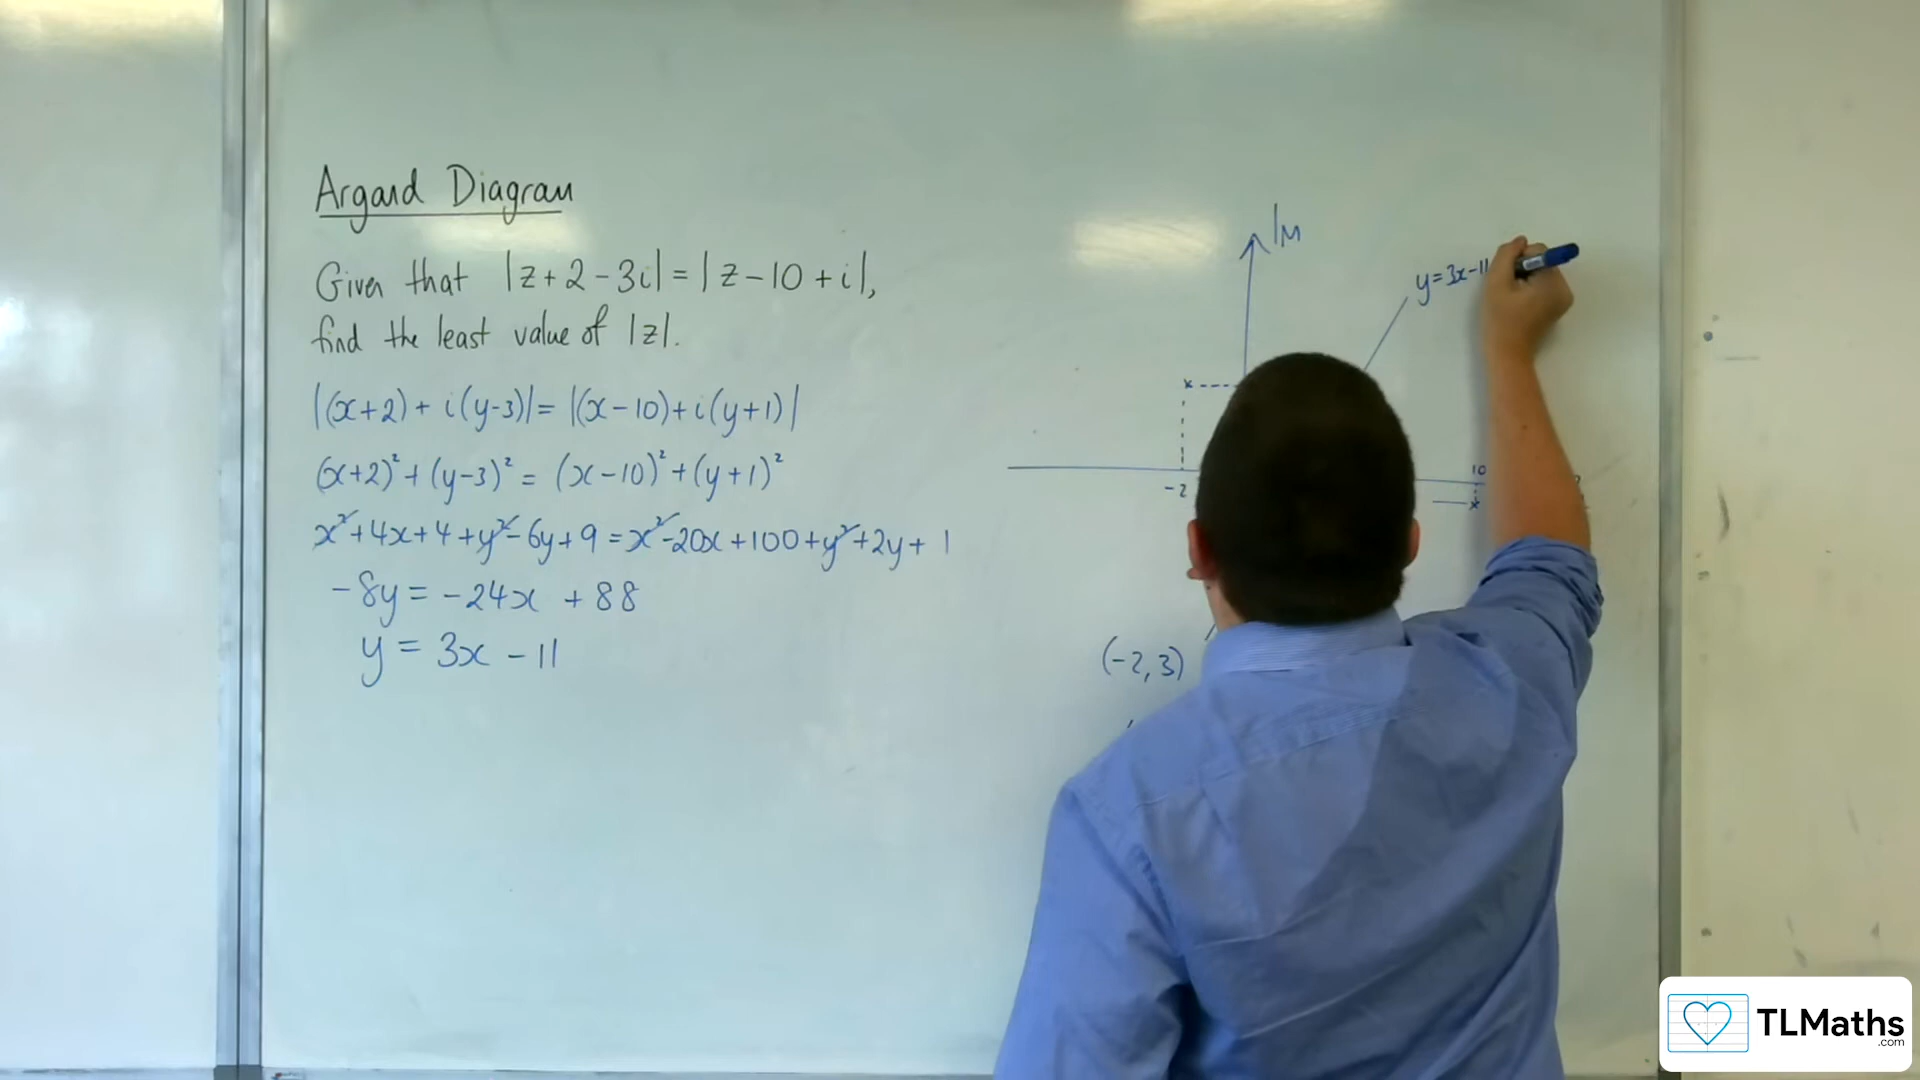 Argand Diagram
Given that |z+2-3i| = |z-10+i|,
find the least value of |z|.
|(x+2)+i(y-3)| = |(x-10)+i(y+1)|
(x+2)²+(y-3)² = (x-10)²+(y+1)²
x²+4x+4+y²-6y+9=x²-20x+100+y²+2y+1
-8y = -24x + 88
y = 3x - 11
Im
y=3x-11
-2
10
(-2,3)
TLMaths
.com